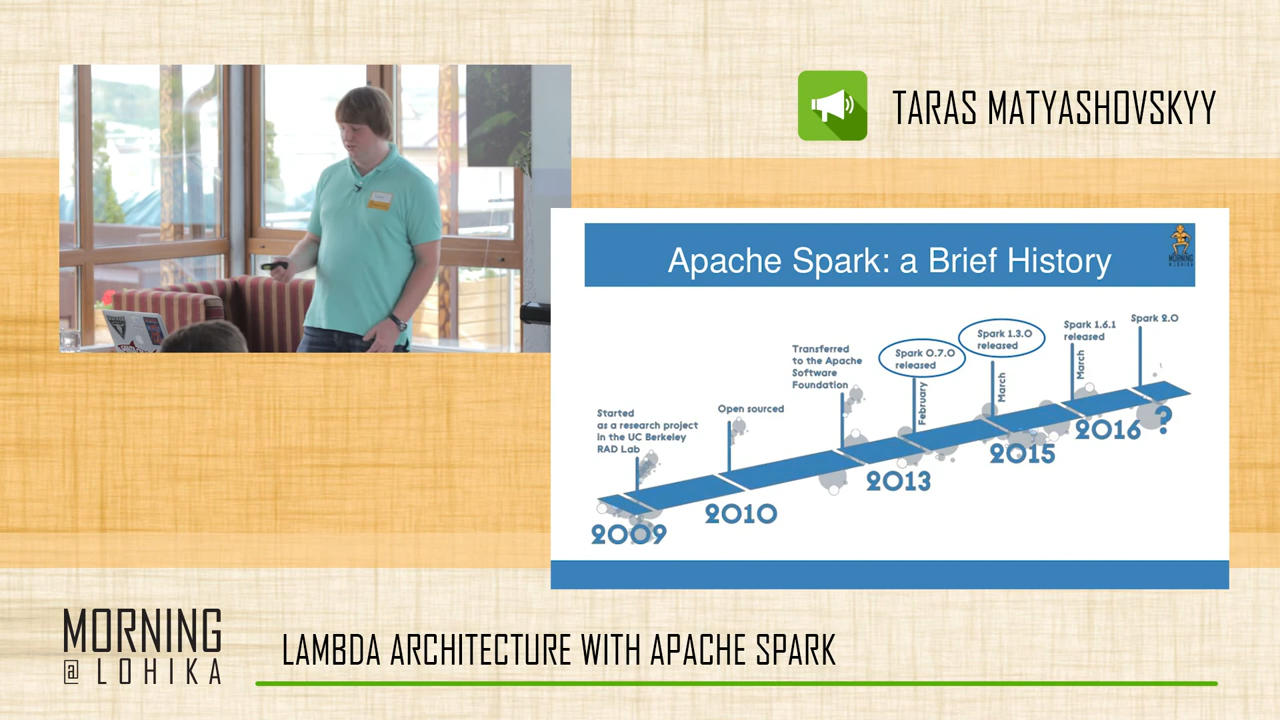 TARAS MATYASHOVSKYY
Apache Spark: a Brief History
MORNING
@ LOHIKA
Started
as a research project
in the UC Berkeley
RAD Lab
Open sourced
Transferred
to the Apache
Software
Foundation
Spark 0.7.0
released
February
Spark 1.3.0
released
March
Spark 1.6.1
released
March
Spark 2.0
2009
2010
2013
2015
2016
?
MORNING
@ LOHIKA
LAMBDA ARCHITECTURE WITH APACHE SPARK